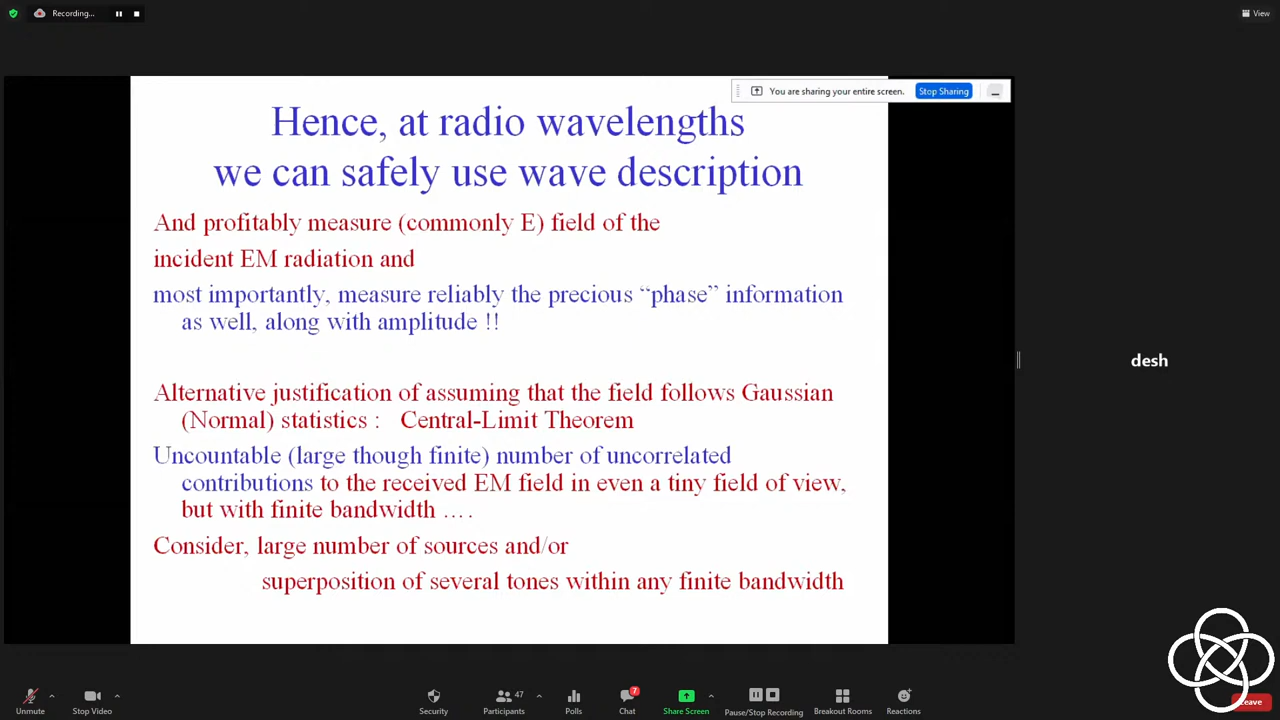 Recording...
View
You are sharing your entire screen.
Stop Sharing
Hence, at radio wavelengths
we can safely use wave description
And profitably measure (commonly E) field of the
incident EM radiation and
most importantly, measure reliably the precious “phase” information
as well, along with amplitude !!
Alternative justification of assuming that the field follows Gaussian
(Normal) statistics : Central-Limit Theorem
Uncountable (large though finite) number of uncorrelated
contributions to the received EM field in even a tiny field of view,
but with finite bandwidth ….
Consider, large number of sources and/or
superposition of several tones within any finite bandwidth
desh
Unmute
Stop Video
Security
Participants
47
Polls
Chat
7
Share Screen
Pause/Stop Recording
Breakout Rooms
Reactions
Leave